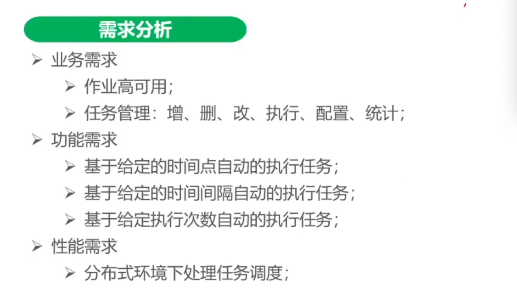 需求分析
业务需求
作业高可用；
任务管理：增、删、改、执行、配置、统计；
功能需求
基于给定的时间点自动的执行任务；
基于给定的时间间隔自动的执行任务；
基于给定执行次数自动的执行任务；
性能需求
分布式环境下处理任务调度；